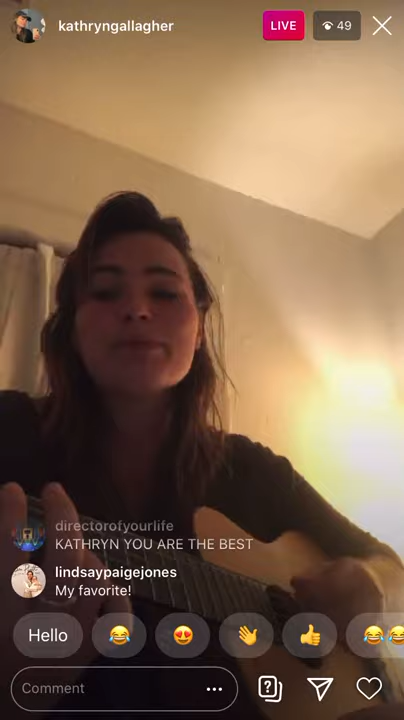 kathryngallagher
LIVE
49
directorofyourlife
KATHRYN YOU ARE THE BEST
lindsaypaigejones
My favorite!
Hello
Comment